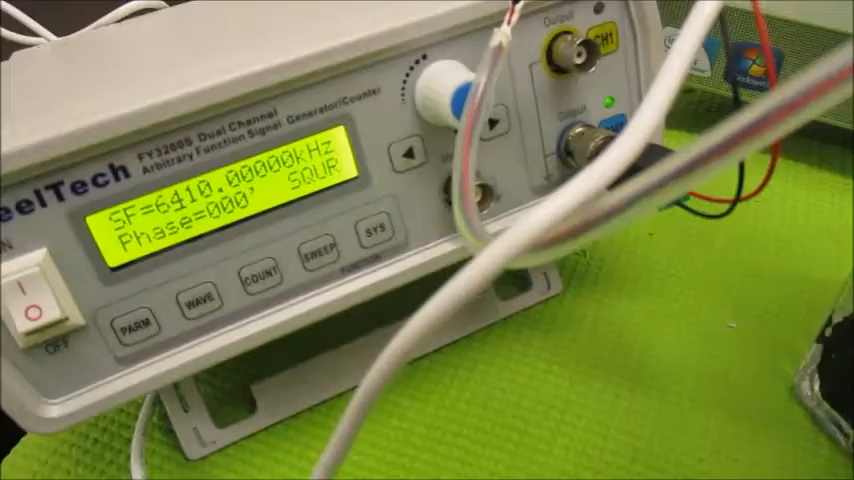 Output
CH1
FY3200S Dual Channel
Arbitrary Function Signal Generator/Counter
eelTech
SF=6410.00000kHz
Phase=000° SQUR
Output
PARM
WAVE
COUNT
SWEEP
SYS
FUNCTION
OFF